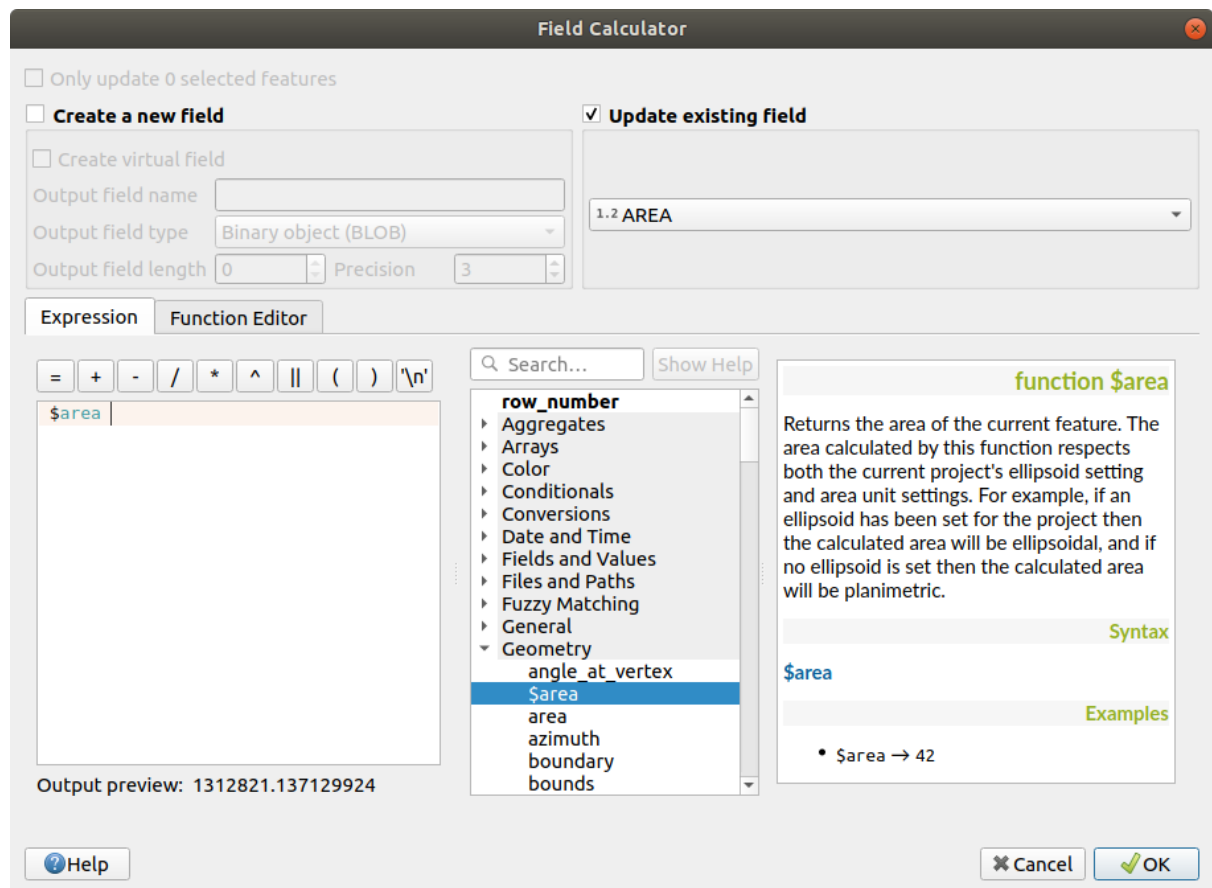 Field Calculator
Only update 0 selected features
Create a new field
Update existing field
Create virtual field
Output field name
Output field type Binary object (BLOB)
Output field length 0 Precision 3
1.2 AREA
Expression Function Editor
= + - / * ^ || ( ) '\n'
$area
Output preview: 1312821.137129924
Search... Show Help
row_number
Aggregates
Arrays
Color
Conditionals
Conversions
Date and Time
Fields and Values
Files and Paths
Fuzzy Matching
General
Geometry
angle_at_vertex
$area
area
azimuth
boundary
bounds
function $area
Returns the area of the current feature. The
area calculated by this function respects
both the current project's ellipsoid setting
and area unit settings. For example, if an
ellipsoid has been set for the project then
the calculated area will be ellipsoidal, and if
no ellipsoid is set then the calculated area
will be planimetric.
Syntax
$area
Examples
• $area → 42
Help
Cancel
OK